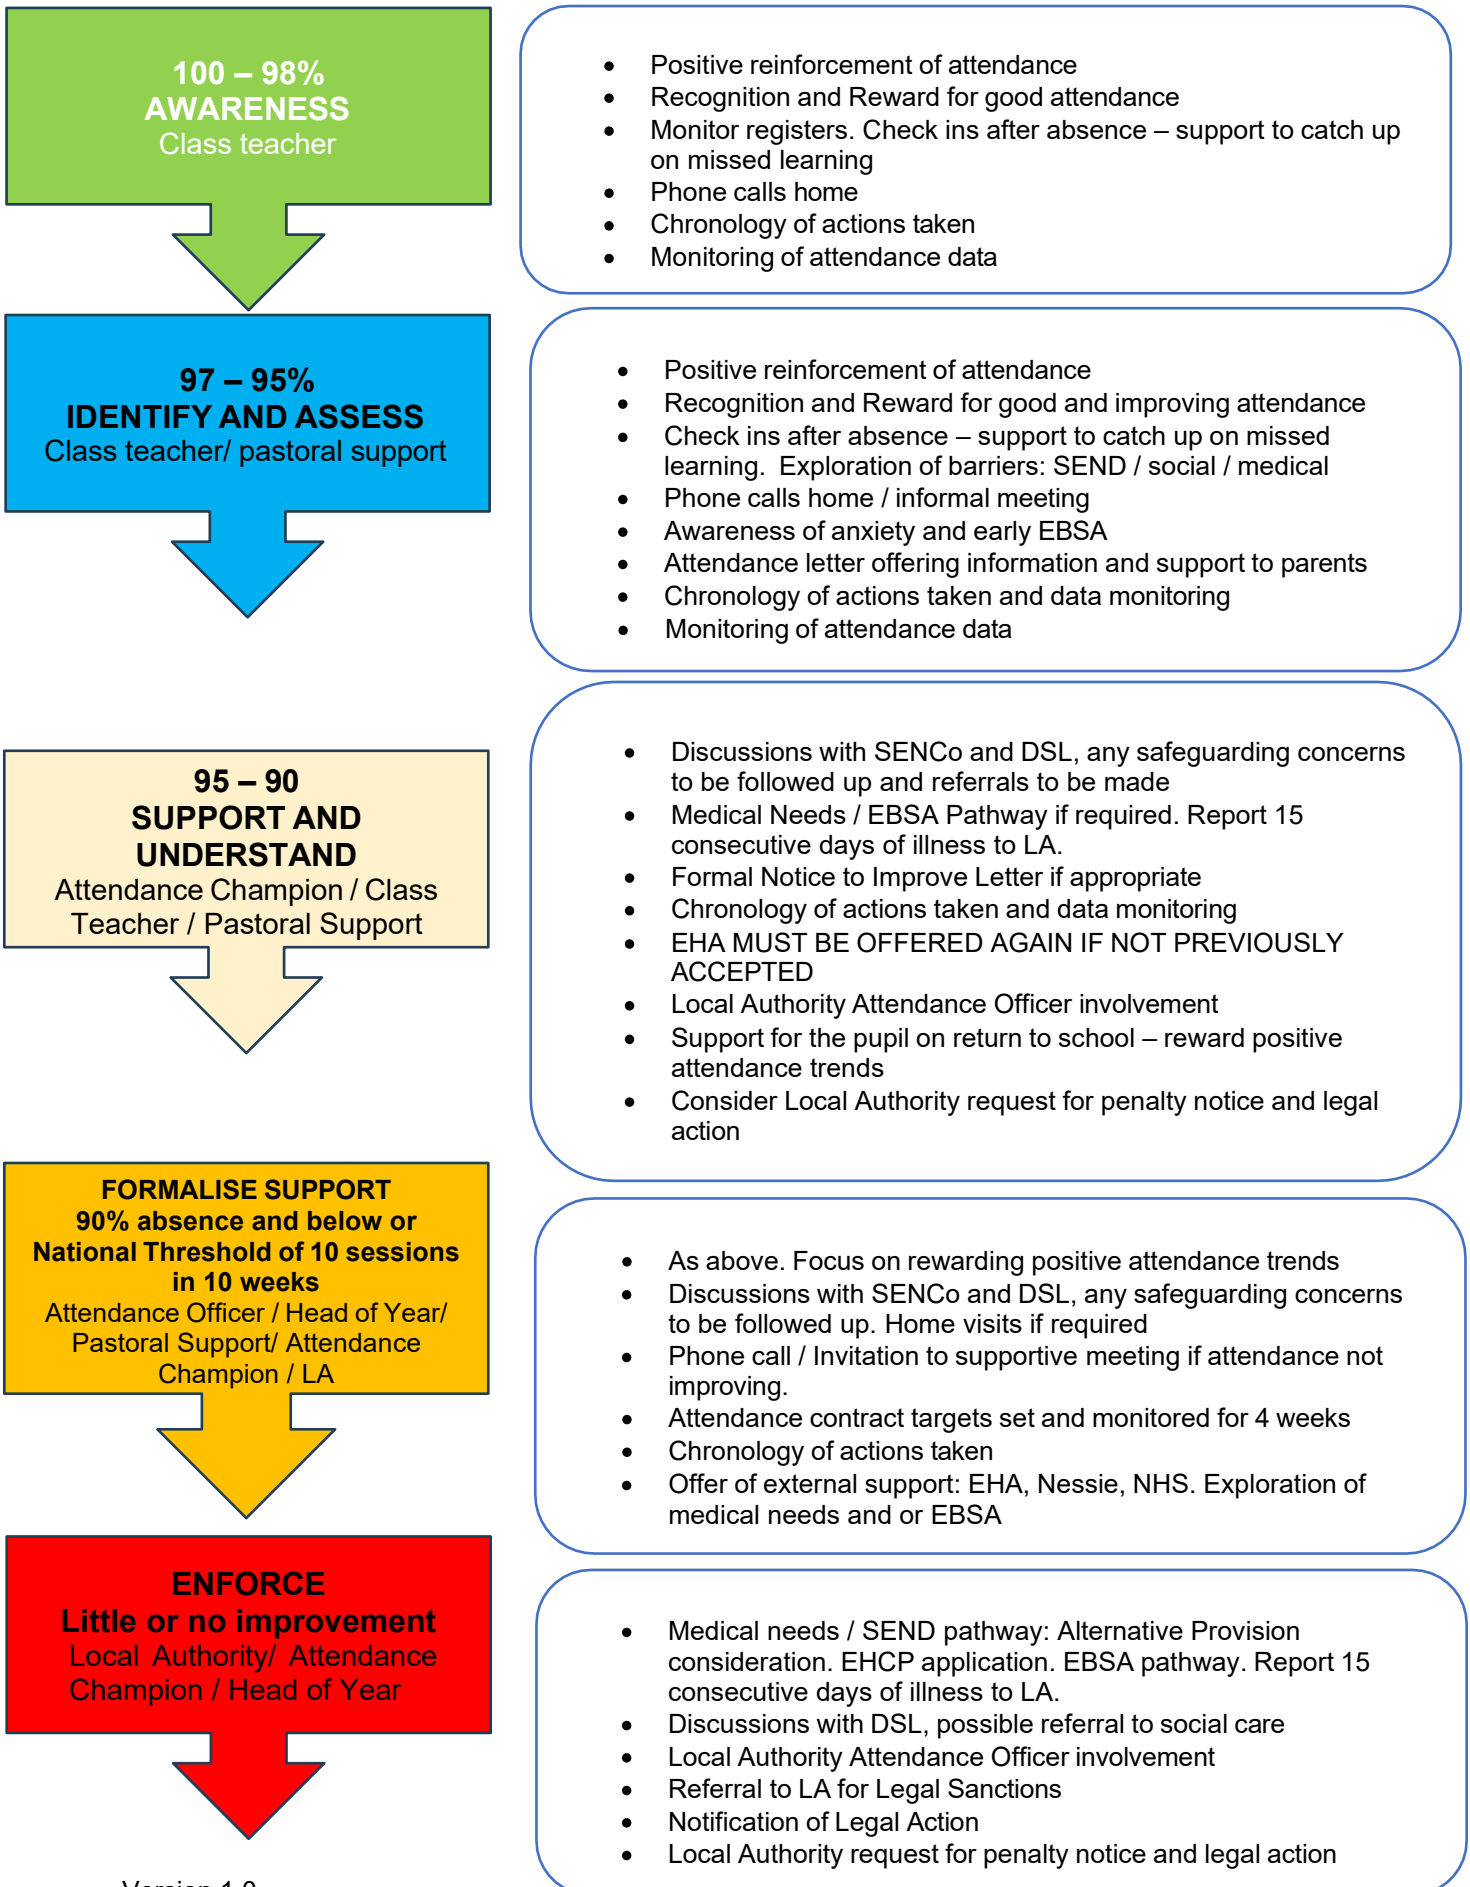 100 – 98%
AWARENESS
Class teacher
• Positive reinforcement of attendance
• Recognition and Reward for good attendance
• Monitor registers. Check ins after absence – support to catch up
on missed learning
• Phone calls home
• Chronology of actions taken
• Monitoring of attendance data
97 – 95%
IDENTIFY AND ASSESS
Class teacher/ pastoral support
• Positive reinforcement of attendance
• Recognition and Reward for good and improving attendance
• Check ins after absence – support to catch up on missed
learning. Exploration of barriers: SEND / social / medical
• Phone calls home / informal meeting
• Awareness of anxiety and early EBSA
• Attendance letter offering information and support to parents
• Chronology of actions taken and data monitoring
• Monitoring of attendance data
95 – 90
SUPPORT AND
UNDERSTAND
Attendance Champion / Class
Teacher / Pastoral Support
• Discussions with SENCo and DSL, any safeguarding concerns
to be followed up and referrals to be made
• Medical Needs / EBSA Pathway if required. Report 15
consecutive days of illness to LA.
• Formal Notice to Improve Letter if appropriate
• Chronology of actions taken and data monitoring
• EHA MUST BE OFFERED AGAIN IF NOT PREVIOUSLY
ACCEPTED
• Local Authority Attendance Officer involvement
• Support for the pupil on return to school – reward positive
attendance trends
• Consider Local Authority request for penalty notice and legal
action
FORMALISE SUPPORT
90% absence and below or
National Threshold of 10 sessions
in 10 weeks
Attendance Officer / Head of Year/
Pastoral Support/ Attendance
Champion / LA
• As above. Focus on rewarding positive attendance trends
• Discussions with SENCo and DSL, any safeguarding concerns
to be followed up. Home visits if required
• Phone call / Invitation to supportive meeting if attendance not
improving.
• Attendance contract targets set and monitored for 4 weeks
• Chronology of actions taken
• Offer of external support: EHA, Nessie, NHS. Exploration of
medical needs and or EBSA
ENFORCE
Little or no improvement
Local Authority/ Attendance
Champion / Head of Year
• Medical needs / SEND pathway: Alternative Provision
consideration. EHCP application. EBSA pathway. Report 15
consecutive days of illness to LA.
• Discussions with DSL, possible referral to social care
• Local Authority Attendance Officer involvement
• Referral to LA for Legal Sanctions
• Notification of Legal Action
• Local Authority request for penalty notice and legal action
Version 1.0